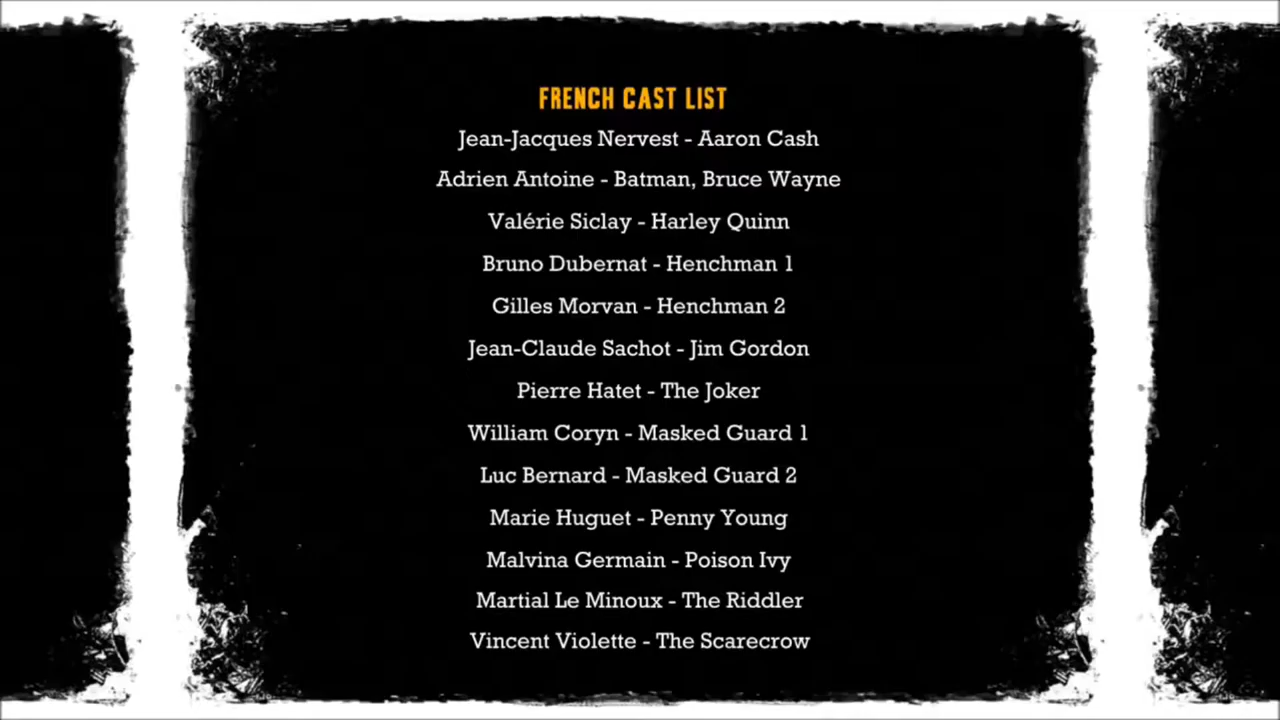 FRENCH CAST LIST
Jean-Jacques Nervest - Aaron Cash
Adrien Antoine - Batman, Bruce Wayne
Valérie Siclay - Harley Quinn
Bruno Dubernat - Henchman 1
Gilles Morvan - Henchman 2
Jean-Claude Sachot - Jim Gordon
Pierre Hatet - The Joker
William Coryn - Masked Guard 1
Luc Bernard - Masked Guard 2
Marie Huguet - Penny Young
Malvina Germain - Poison Ivy
Martial Le Minoux - The Riddler
Vincent Violette - The Scarecrow